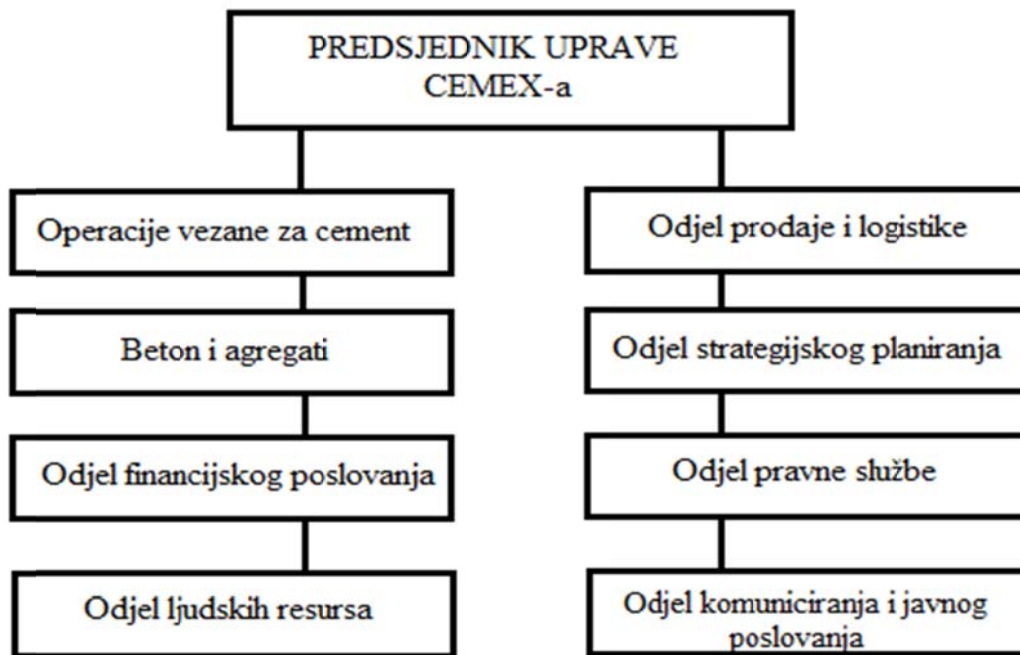 PREDSJEDNIK UPRAVE
CEMEX-a
Operacije vezane za cement
Odjel prodaje i logistike
Beton i agregati
Odjel strategijskog planiranja
Odjel financijskog poslovanja
Odjel pravne službe
Odjel ljudskih resursa
Odjel komuniciranja i javnog
poslovanja